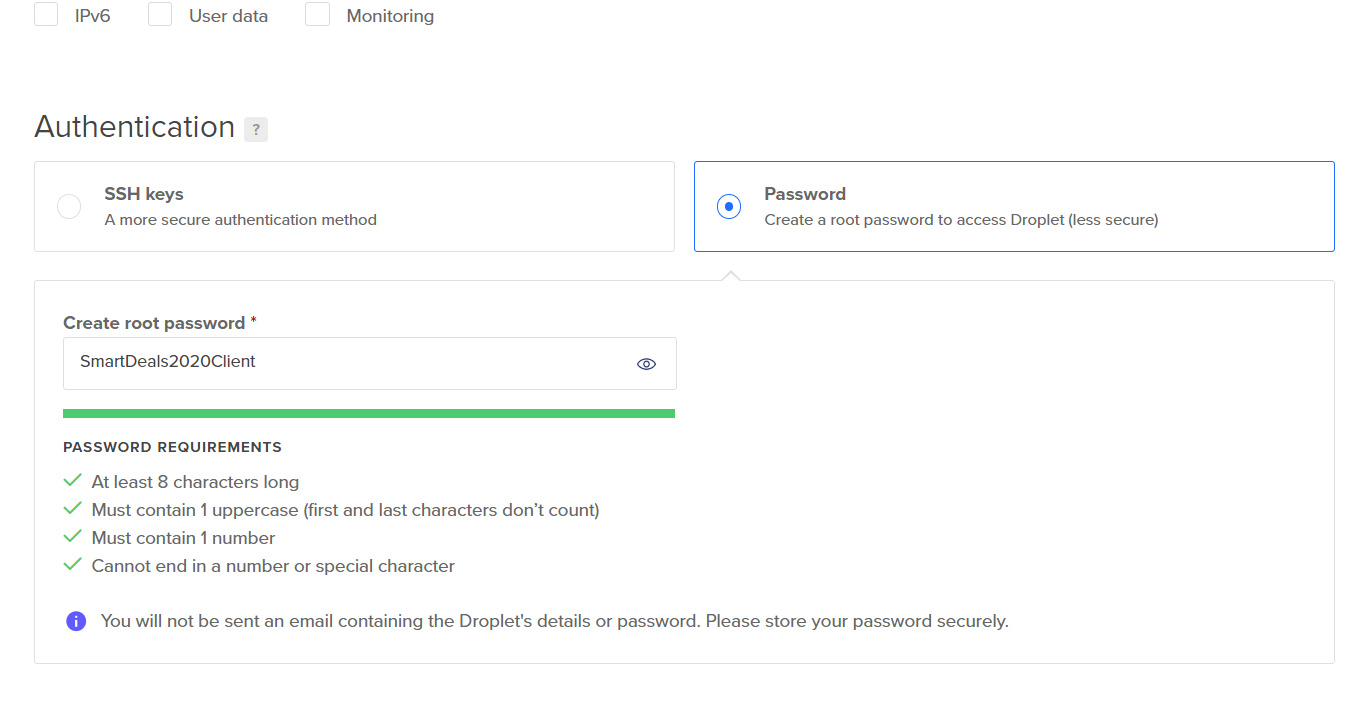 IPv6 User data Monitoring
Authentication ?
SSH keys
A more secure authentication method
Password
Create a root password to access Droplet (less secure)
Create root password *
SmartDeals2020Client
PASSWORD REQUIREMENTS
At least 8 characters long
Must contain 1 uppercase (first and last characters don’t count)
Must contain 1 number
Cannot end in a number or special character
You will not be sent an email containing the Droplet's details or password. Please store your password securely.